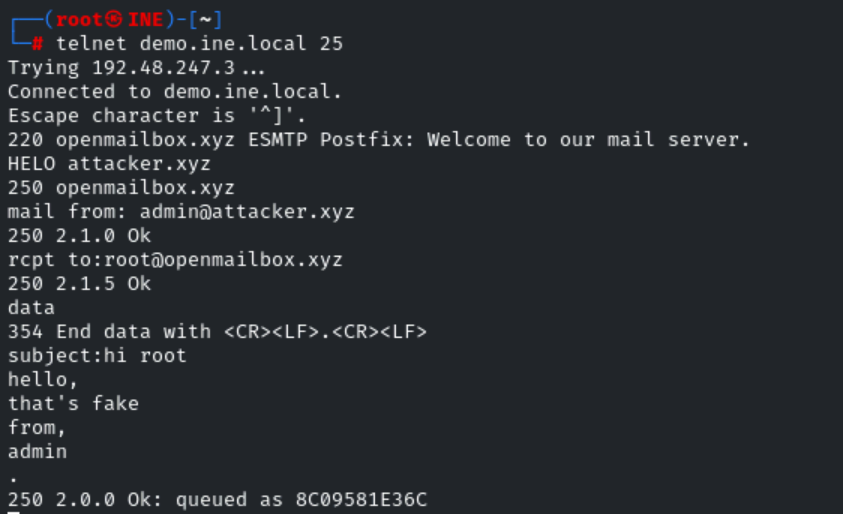 ┌──(root㉿INE)-[~]
└─# telnet demo.ine.local 25
Trying 192.48.247.3...
Connected to demo.ine.local.
Escape character is '^]'.
220 openmailbox.xyz ESMTP Postfix: Welcome to our mail server.
HELO attacker.xyz
250 openmailbox.xyz
mail from: admin@attacker.xyz
250 2.1.0 Ok
rcpt to:root@openmailbox.xyz
250 2.1.5 Ok
data
354 End data with <CR><LF>.<CR><LF>
subject:hi root
hello,
that's fake
from,
admin
.
250 2.0.0 Ok: queued as 8C09581E36C